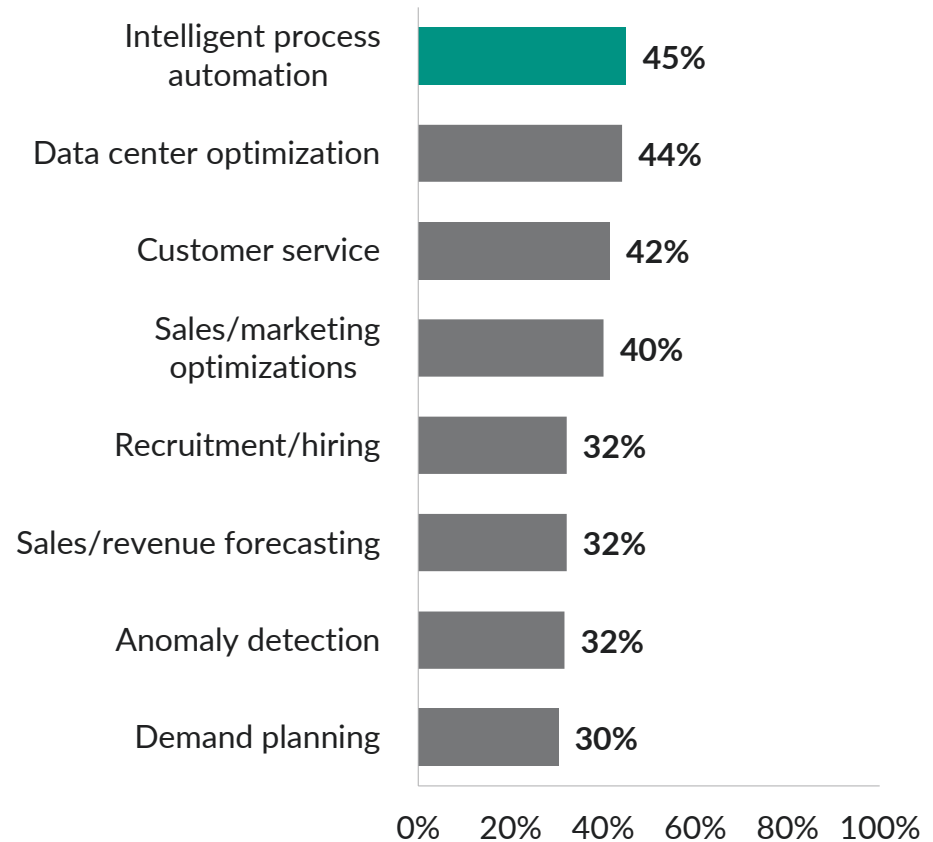 Intelligent process
automation
45%
Data center optimization
44%
Customer service
42%
Sales/marketing
optimizations
40%
Recruitment/hiring
32%
Sales/revenue forecasting
32%
Anomaly detection
32%
Demand planning
30%
0% 20% 40% 60% 80% 100%